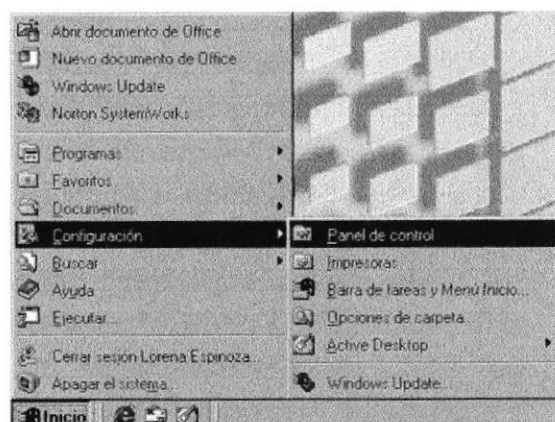 Abrir documento de Office
Nuevo documento de Office
Windows Update
Norton SystemWorks
Programas
Favoritos
Documentos
Configuración
Buscar
Ayuda
Ejecutar...
Cerrar sesión Lorena Espinoza...
Apagar el sistema...
Inicio
Panel de control
Impresoras
Barra de tareas y Menú Inicio...
Opciones de carpeta...
Active Desktop
Windows Update...